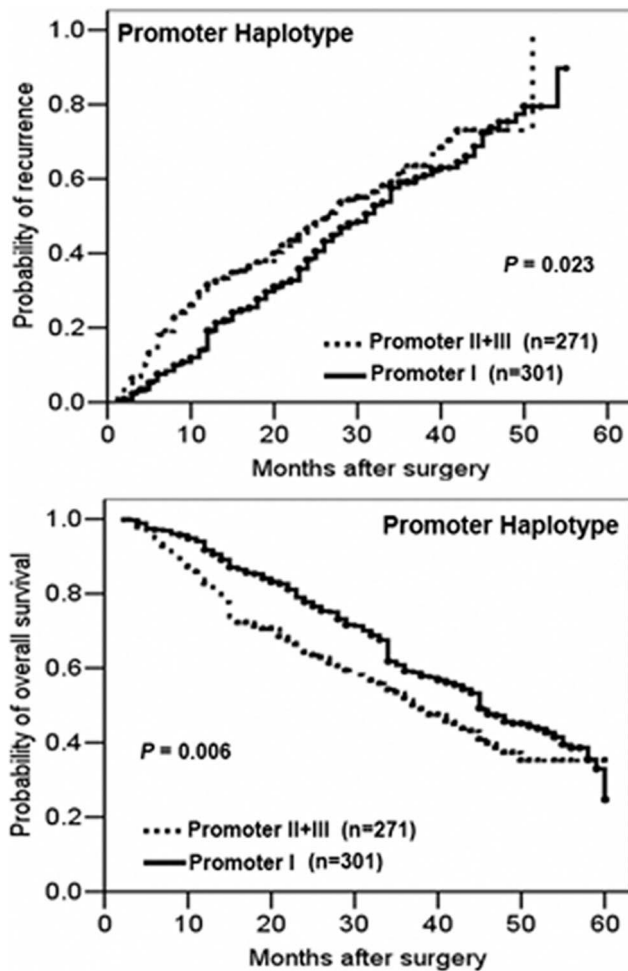 Promoter Haplotype
Probability of recurrence
1.0
0.8
0.6
0.4
0.2
0.0
P = 0.023
Promoter II+III (n=271)
Promoter I (n=301)
0 10 20 30 40 50 60
Months after surgery
Promoter Haplotype
Probability of overall survival
1.0
0.8
0.6
0.4
0.2
0.0
P = 0.006
Promoter II+III (n=271)
Promoter I (n=301)
0 10 20 30 40 50 60
Months after surgery